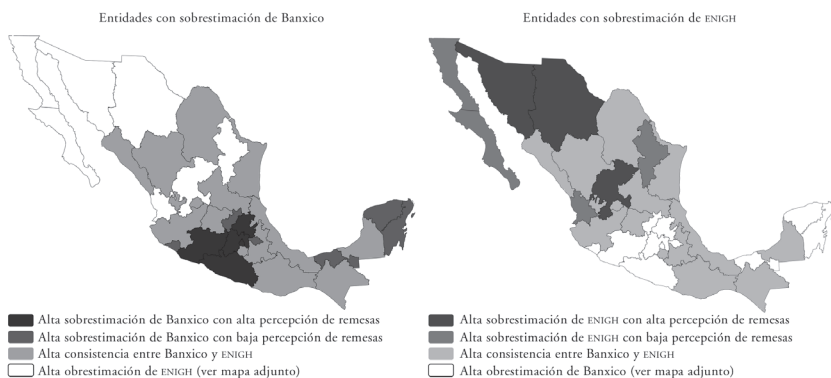 Entidades con sobrestimación de Banxico
Alta sobrestimación de Banxico con alta percepción de remesas
Alta sobrestimación de Banxico con baja percepción de remesas
Alta consistencia entre Banxico y ENIGH
Alta obrestimación de ENIGH (ver mapa adjunto)
Entidades con sobrestimación de ENIGH
Alta sobrestimación de ENIGH con alta percepción de remesas
Alta sobrestimación de ENIGH con baja percepción de remesas
Alta consistencia entre Banxico y ENIGH
Alta obrestimación de Banxico (ver mapa adjunto)